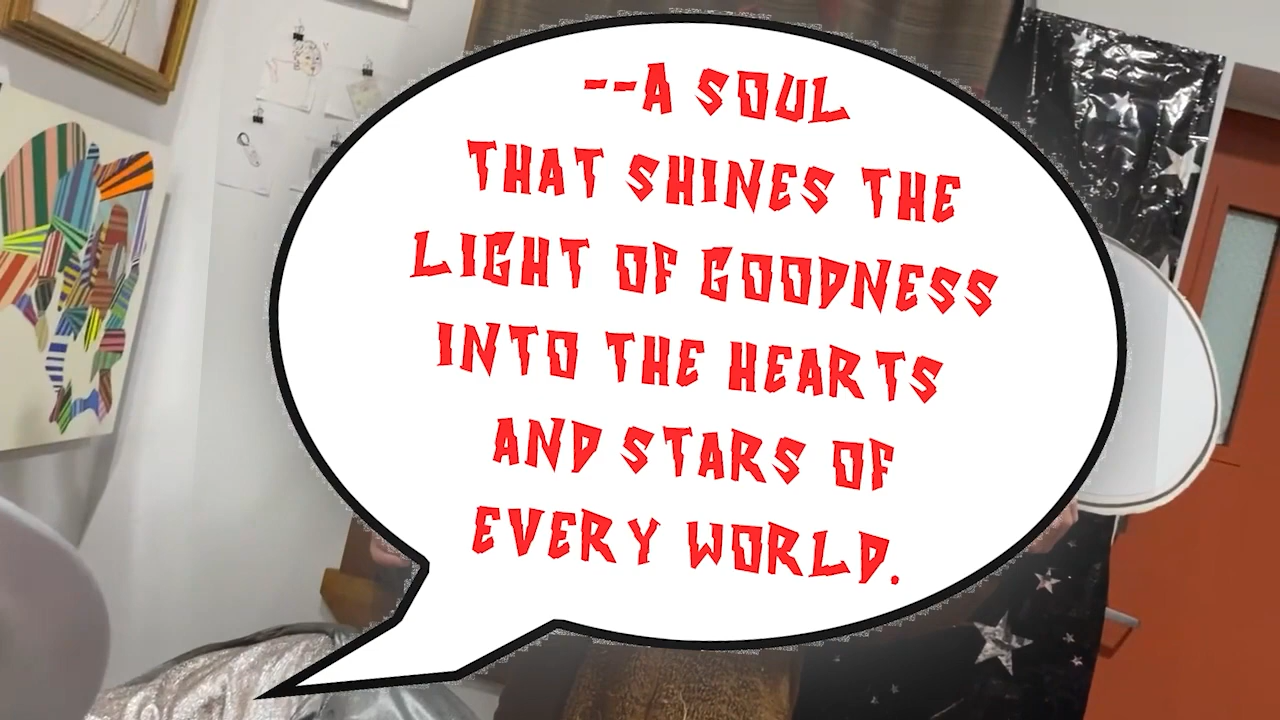 --A SOUL
THAT SHINES THE
LIGHT OF GOODNESS
INTO THE HEARTS
AND STARS OF
EVERY WORLD.